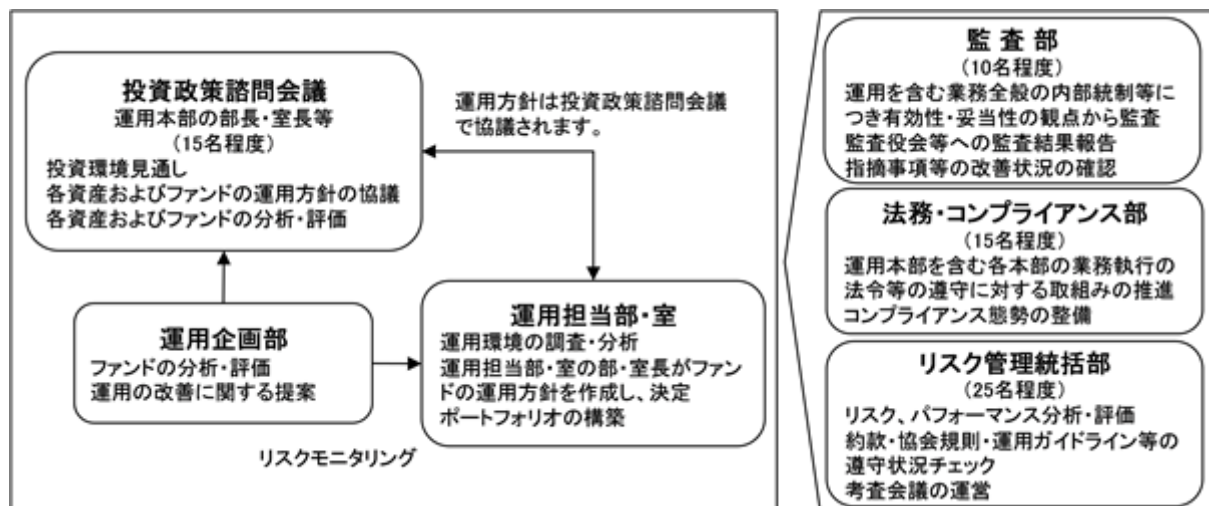 投資政策諮問会議
運用本部の部長・室長等
(15名程度)
投資環境見通し
各資産およびファンドの運用方針の協議
各資産およびファンドの分析・評価
運用方針は投資政策諮問会議
で協議されます。
運用企画部
ファンドの分析・評価
運用の改善に関する提案
運用担当部・室
運用環境の調査・分析
運用担当部・室の部・室長がファン
ドの運用方針を作成し、決定
ポートフォリオの構築
リスクモニタリング
監 査 部
(10名程度)
運用を含む業務全般の内部統制等に
つき有効性・妥当性の観点から監査
監査役会等への監査結果報告
指摘事項等の改善状況の確認
法務・コンプライアンス部
(15名程度)
運用本部を含む各本部の業務執行の
法令等の遵守に対する取組みの推進
コンプライアンス態勢の整備
リスク管理統括部
(25名程度)
リスク、パフォーマンス分析・評価
約款・協会規則・運用ガイドライン等の
遵守状況チェック
考査会議の運営